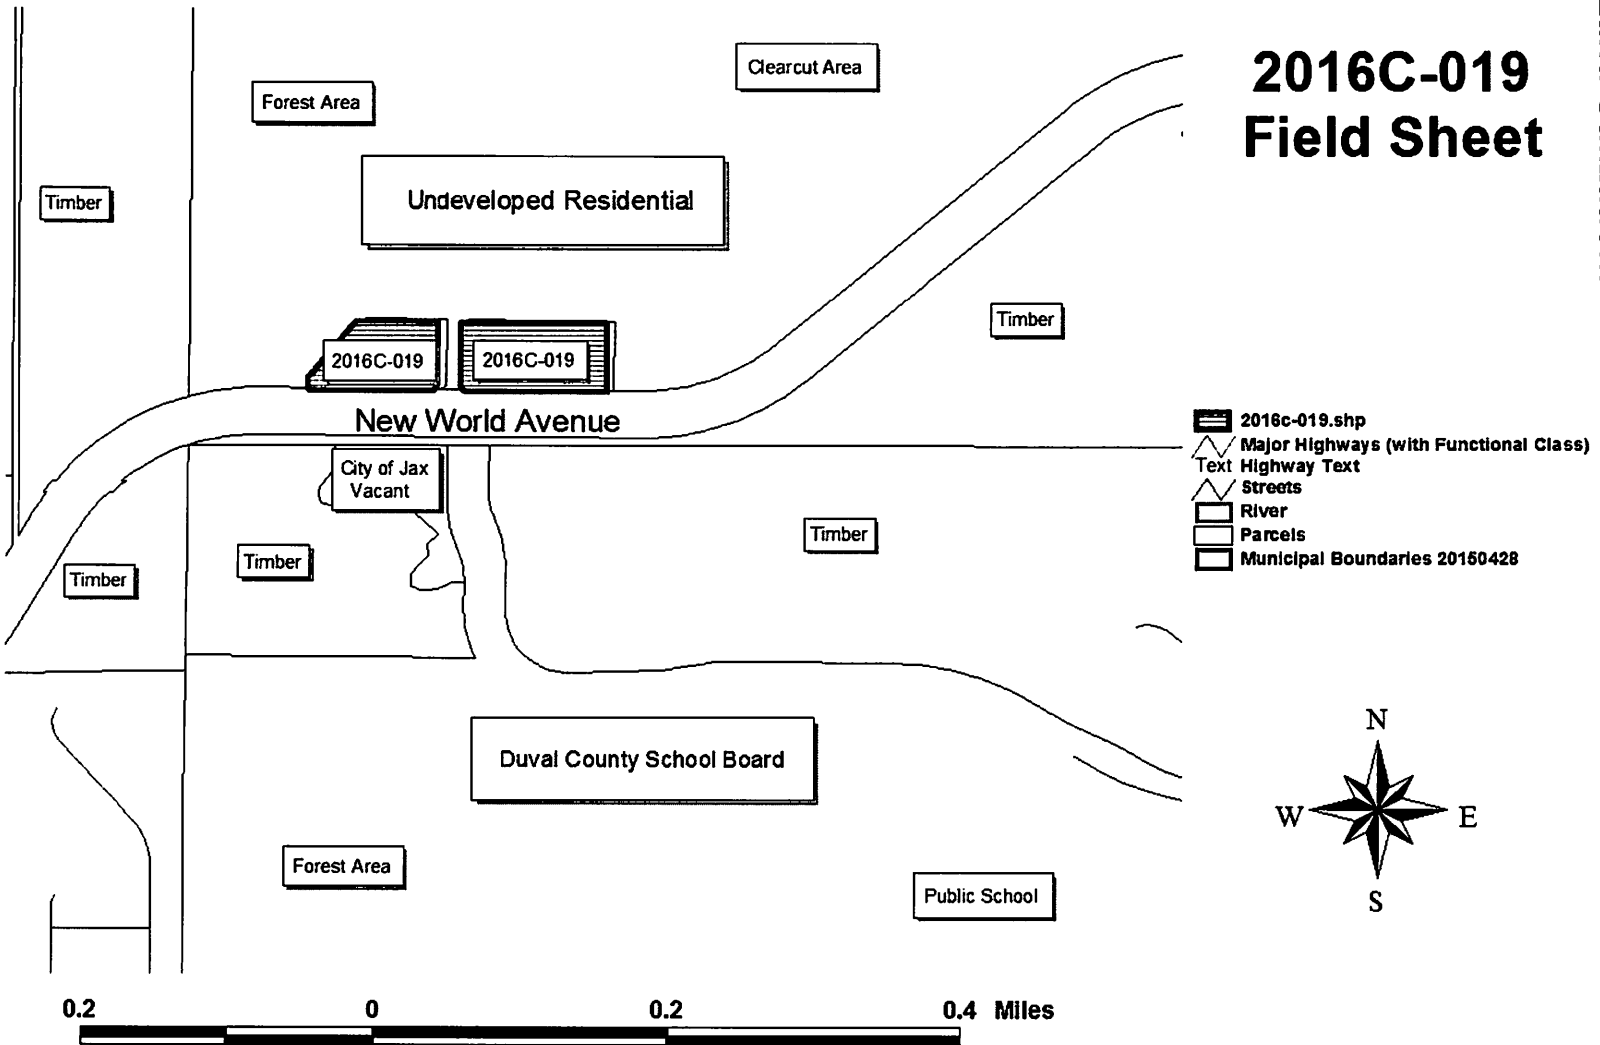 2016C-019
Field Sheet
Clearcut Area
Forest Area
Undeveloped Residential
Timber
Timber
2016C-019
2016C-019
New World Avenue
City of Jax
Vacant
Timber
Timber
Timber
Duval County School Board
Forest Area
Public School
2016c-019.shp
Major Highways (with Functional Class)
Text Highway Text
Streets
River
Parcels
Municipal Boundaries 20150428
N
W E
S
0.2 0 0.2 0.4 Miles